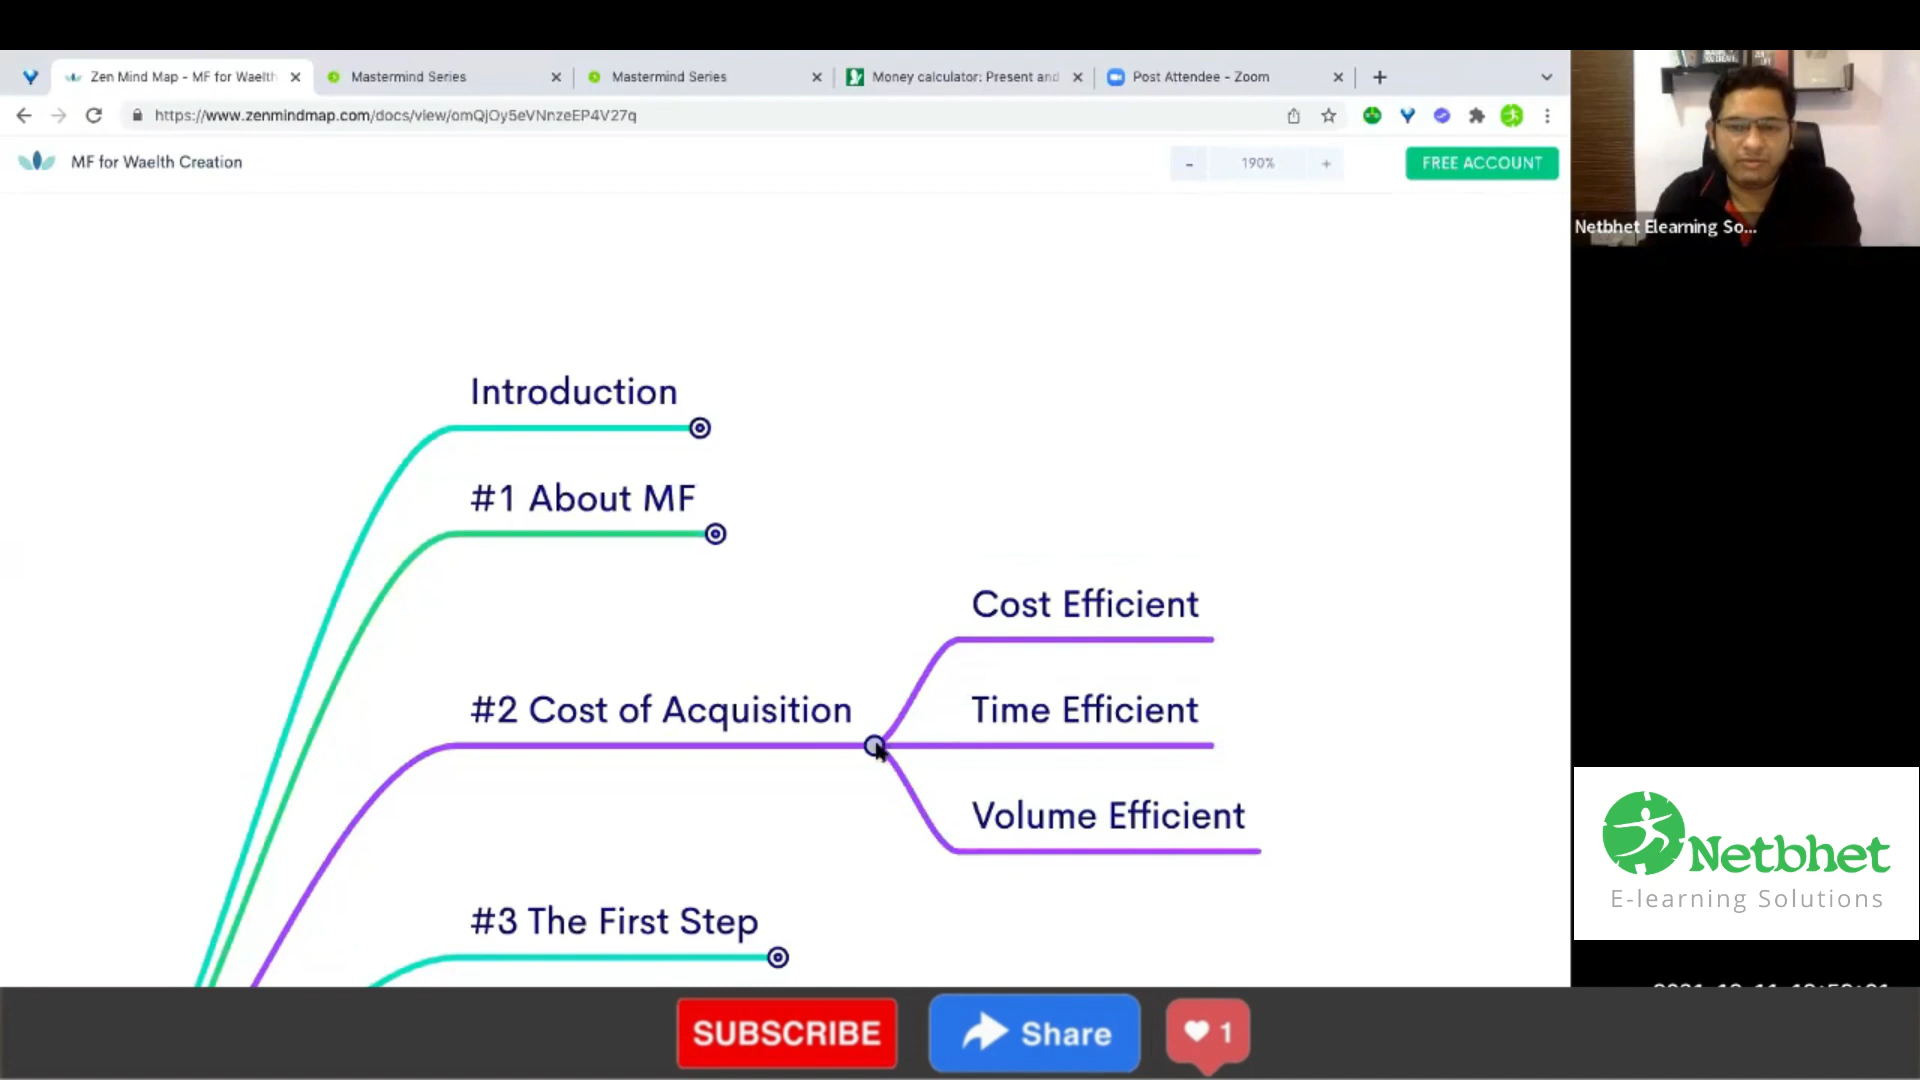 Zen Mind Map - MF for Waelth
Mastermind Series
Mastermind Series
Money calculator: Present and
Post Attendee - Zoom
https://www.zenmindmap.com/docs/view/omQjOy5eVNnzeEP4V27q
MF for Waelth Creation
-
190%
+
FREE ACCOUNT
Netbhet Elearning So...
Introduction
#1 About MF
Cost Efficient
#2 Cost of Acquisition
Time Efficient
Volume Efficient
#3 The First Step
Netbhet
E-learning Solutions
SUBSCRIBE
Share
1